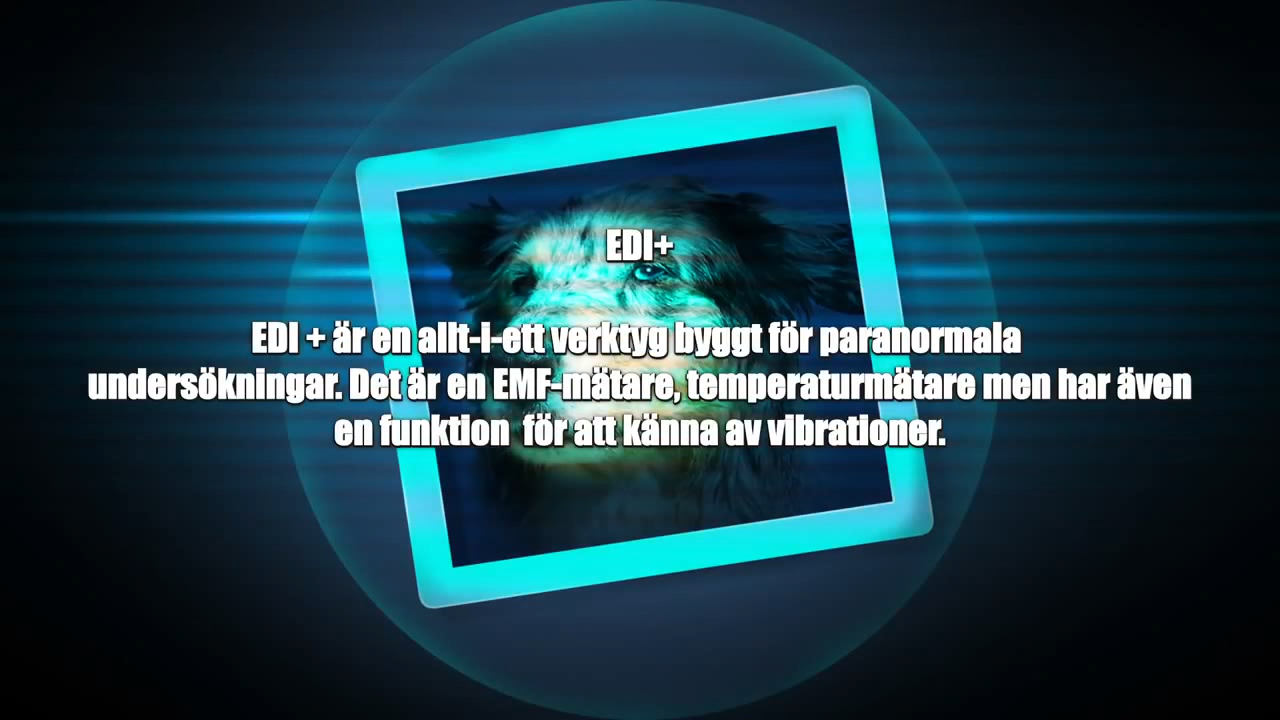 EDI+
EDI + är en allt-i-ett verktyg byggt för paranormala
undersökningar. Det är en EMF-mätare, temperaturmätare men har även
en funktion  för att känna av vibrationer.